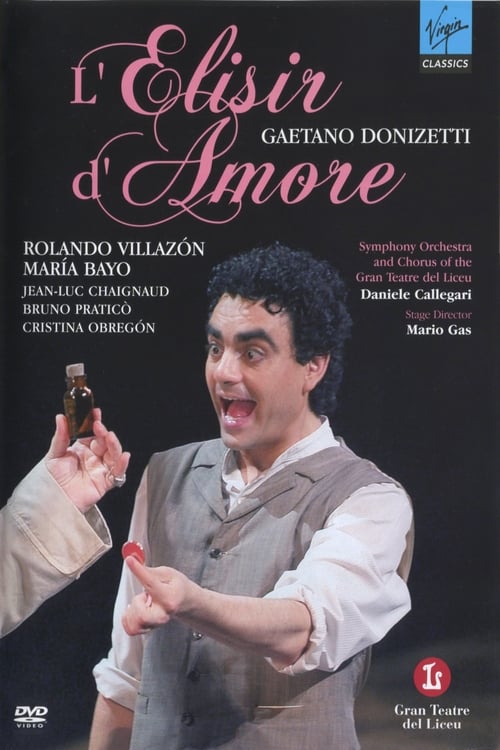 Virgin
CLASSICS
L'Elisir
GAETANO DONIZETTI
d'Amore
ROLANDO VILLAZÓN
MARÍA BAYO
JEAN-LUC CHAIGNAUD
BRUNO PRATICÒ
CRISTINA OBREGÓN
Symphony Orchestra
and Chorus of the
Gran Teatre del Liceu
Daniele Callegari
Stage Director
Mario Gas
L
DVD
VIDEO
Gran Teatre
del Liceu